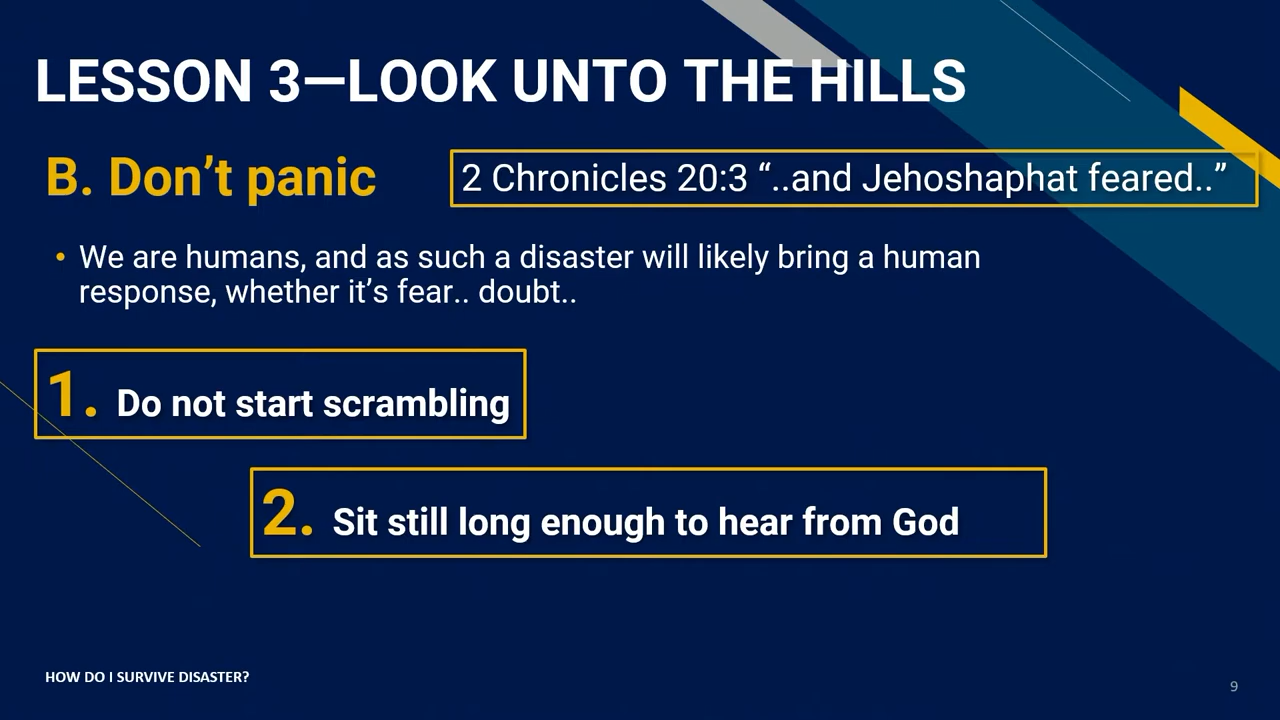 LESSON 3—LOOK UNTO THE HILLS
B. Don’t panic
2 Chronicles 20:3 “..and Jehoshaphat feared..”
• We are humans, and as such a disaster will likely bring a human
response, whether it’s fear.. doubt..
1. Do not start scrambling
2. Sit still long enough to hear from God
HOW DO I SURVIVE DISASTER?
9